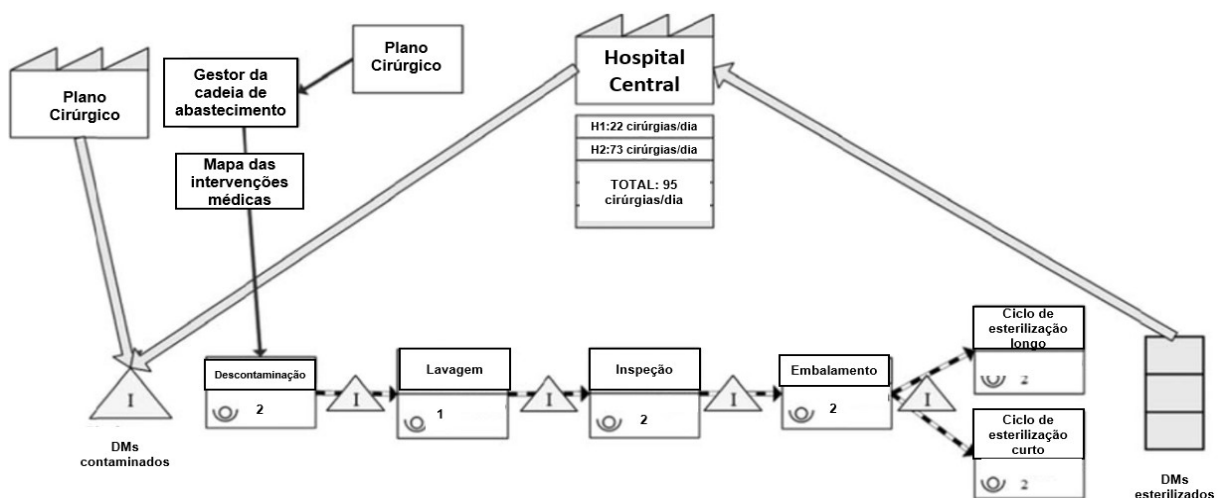 Plano
Cirúrgico
Gestor da
cadeia de
abastecimento
Plano
Cirúrgico
Mapa das
intervenções
médicas
Hospital
Central
H1:22 cirúrgias/dia
H2:73 cirúrgias/dia
TOTAL: 95
cirúrgias/dia
I
DMs
contaminados
Descontaminação
2
I
Lavagem
1
I
Inspeção
2
I
Embalamento
2
I
Ciclo de
esterilização
longo
2
Ciclo de
esterilização
curto
2
DMs
esterilizados